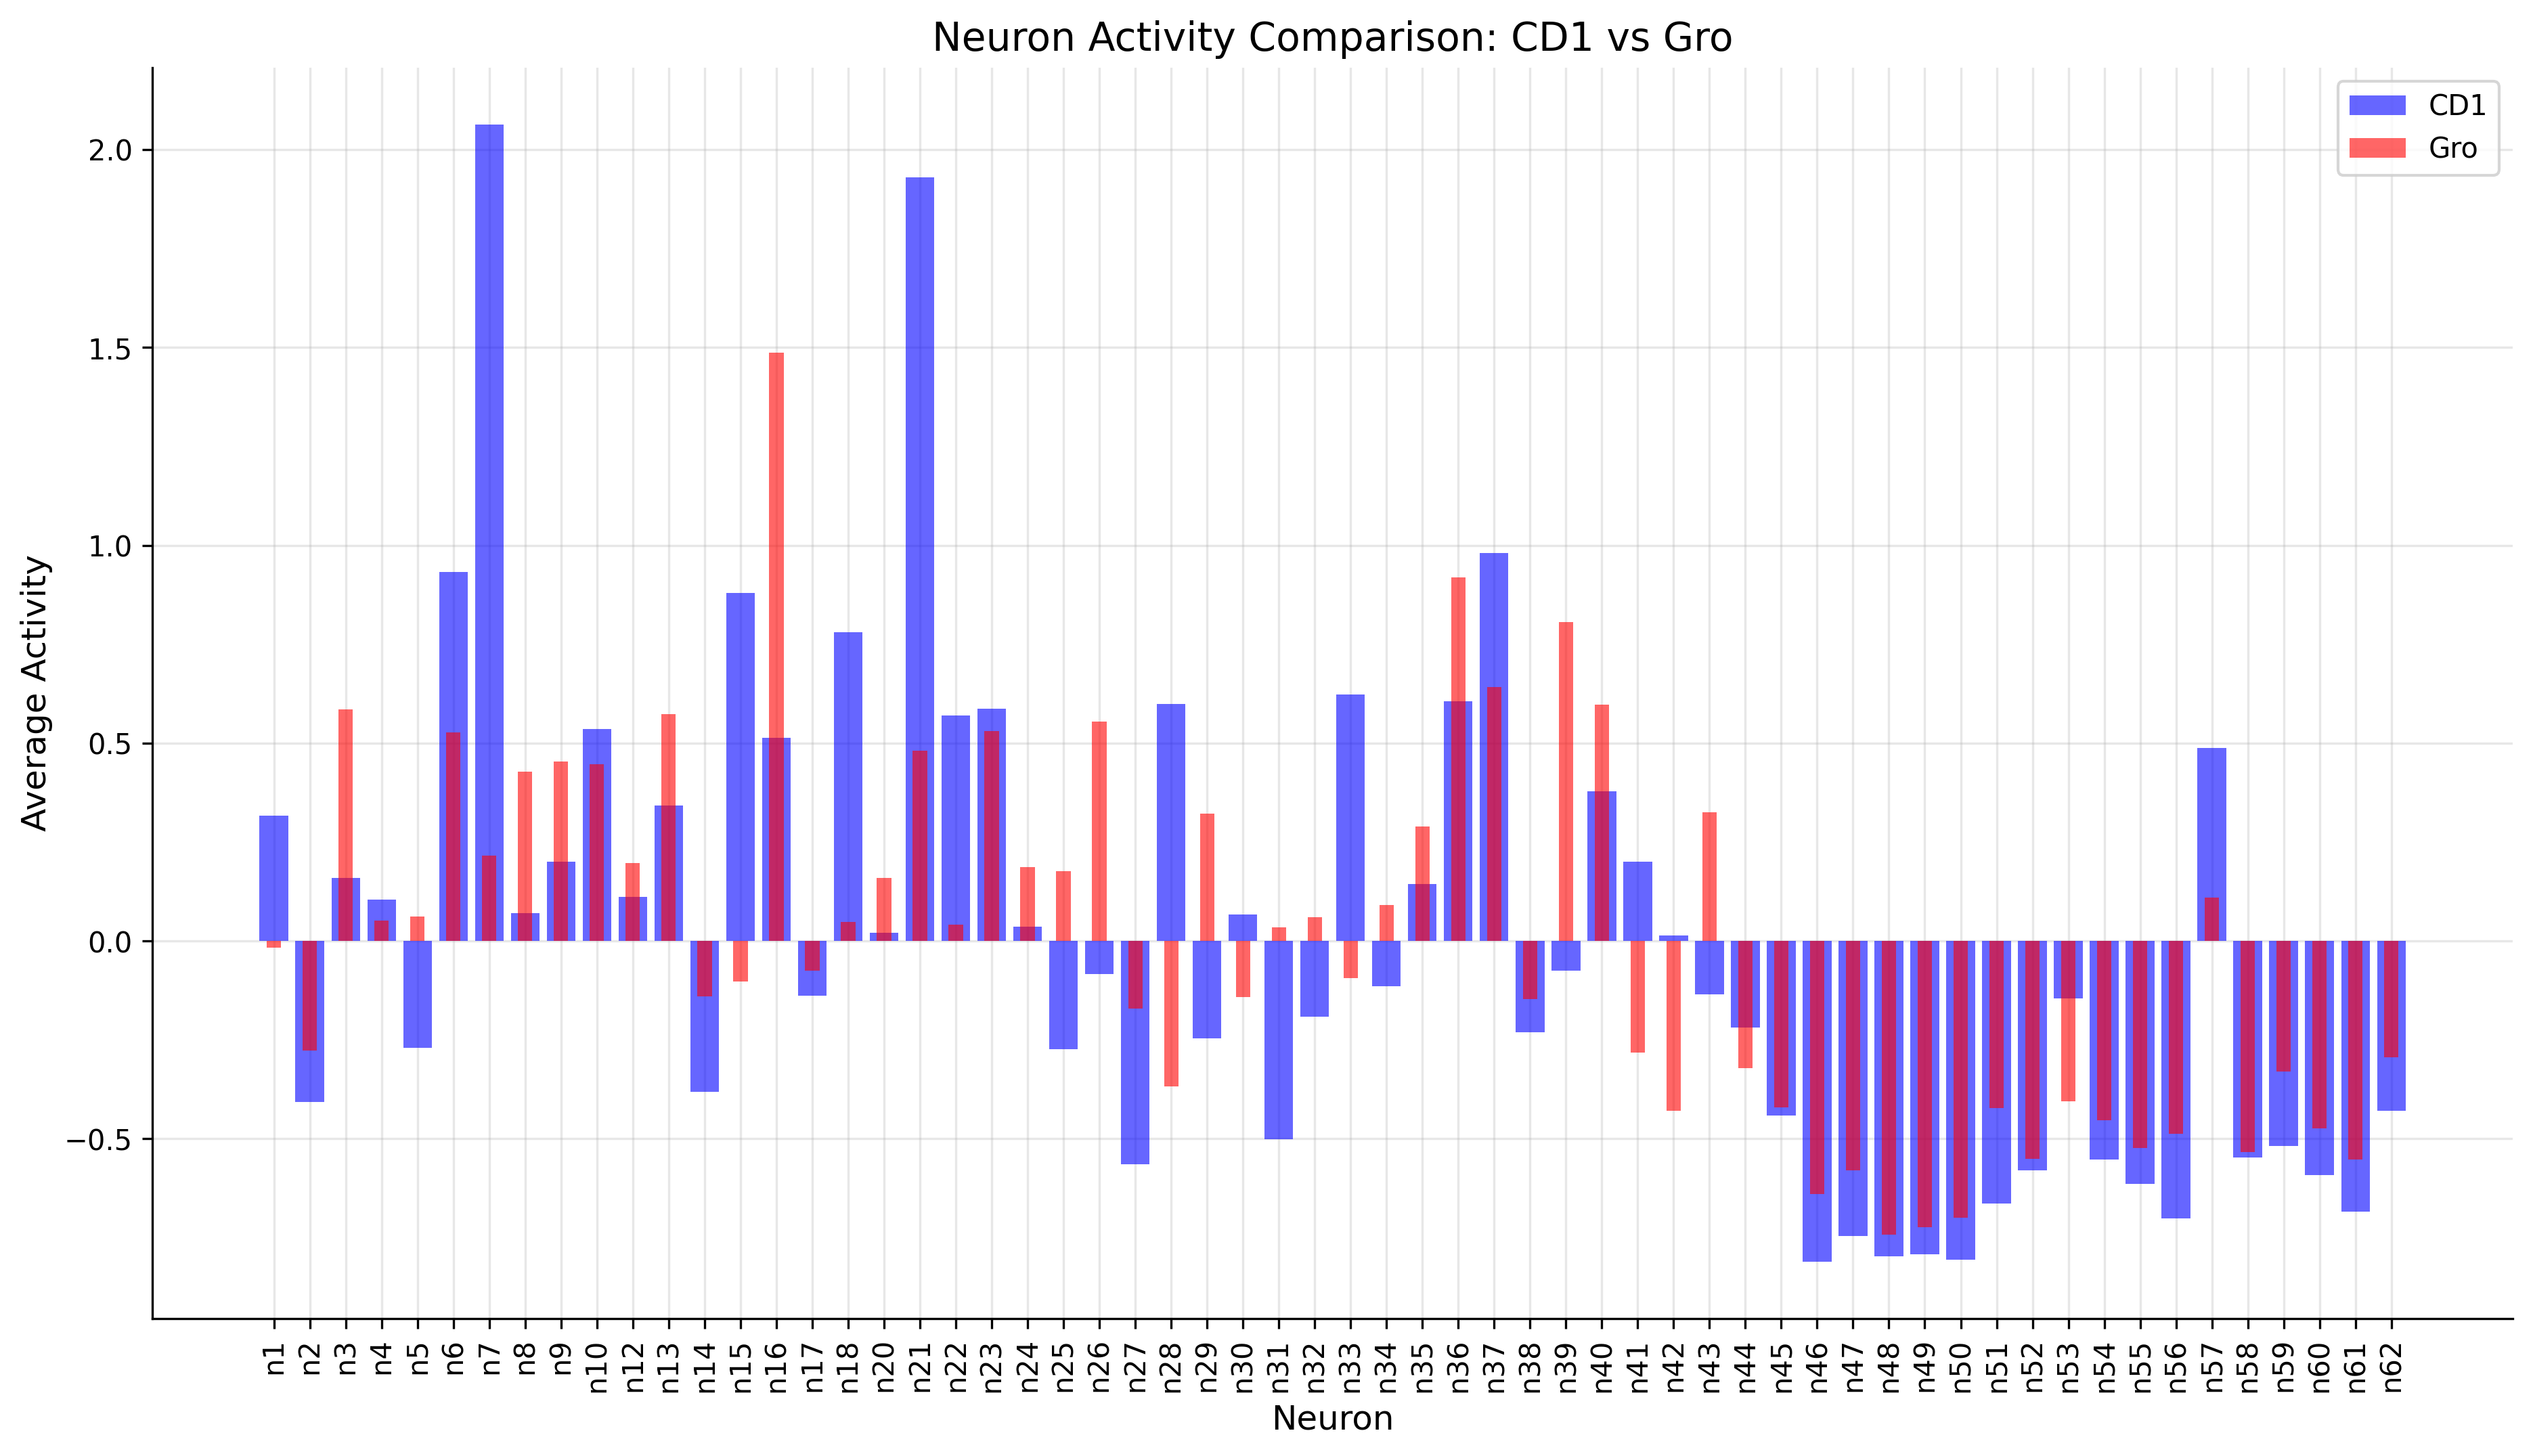 Neuron Activity Comparison: CD1 vs Gro
CD1
Gro
Average Activity
2.0
1.5
1.0
0.5
0.0
−0.5
n1 n2 n3 n4 n5 n6 n7 n8 n9 n10 n12 n13 n14 n15 n16 n17 n18 n20 n21 n22 n23 n24 n25 n26 n27 n28 n29 n30 n31 n32 n33 n34 n35 n36 n37 n38 n39 n40 n41 n42 n43 n44 n45 n46 n47 n48 n49 n50 n51 n52 n53 n54 n55 n56 n57 n58 n59 n60 n61 n62
Neuron